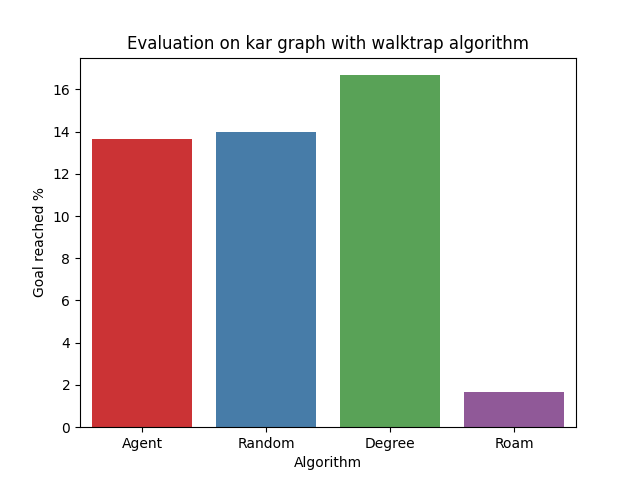 Evaluation on kar graph with walktrap algorithm
Goal reached %
16
14
12
10
8
6
4
2
0
Agent Random Degree Roam
Algorithm